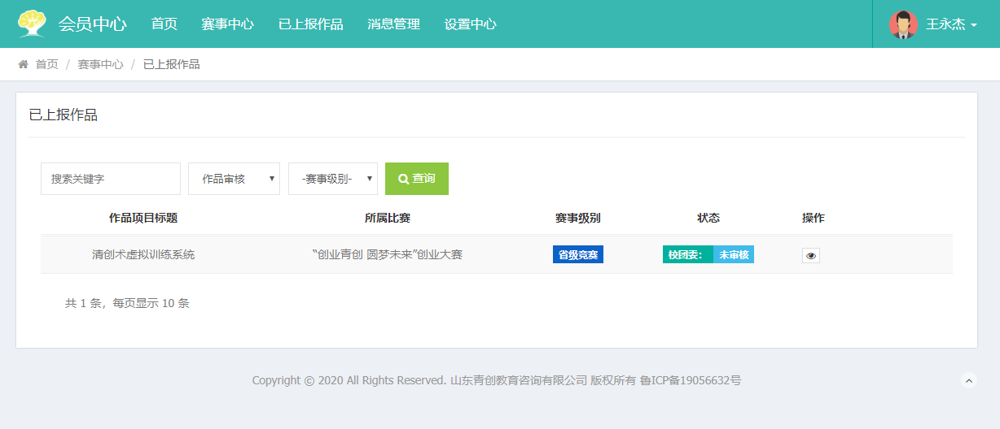 会员中心 首页 赛事中心 已上报作品 消息管理 设置中心 王永杰
首页 / 赛事中心 / 已上报作品
已上报作品
搜索关键字 作品审核 -赛事级别- 查询
作品项目标题 所属比赛 赛事级别 状态 操作
清创术虚拟训练系统 “创业青创 圆梦未来”创业大赛 省级竞赛 校团委： 未审核
共 1 条，每页显示 10 条
Copyright © 2020 All Rights Reserved. 山东青创教育咨询有限公司 版权所有 鲁ICP备19056632号